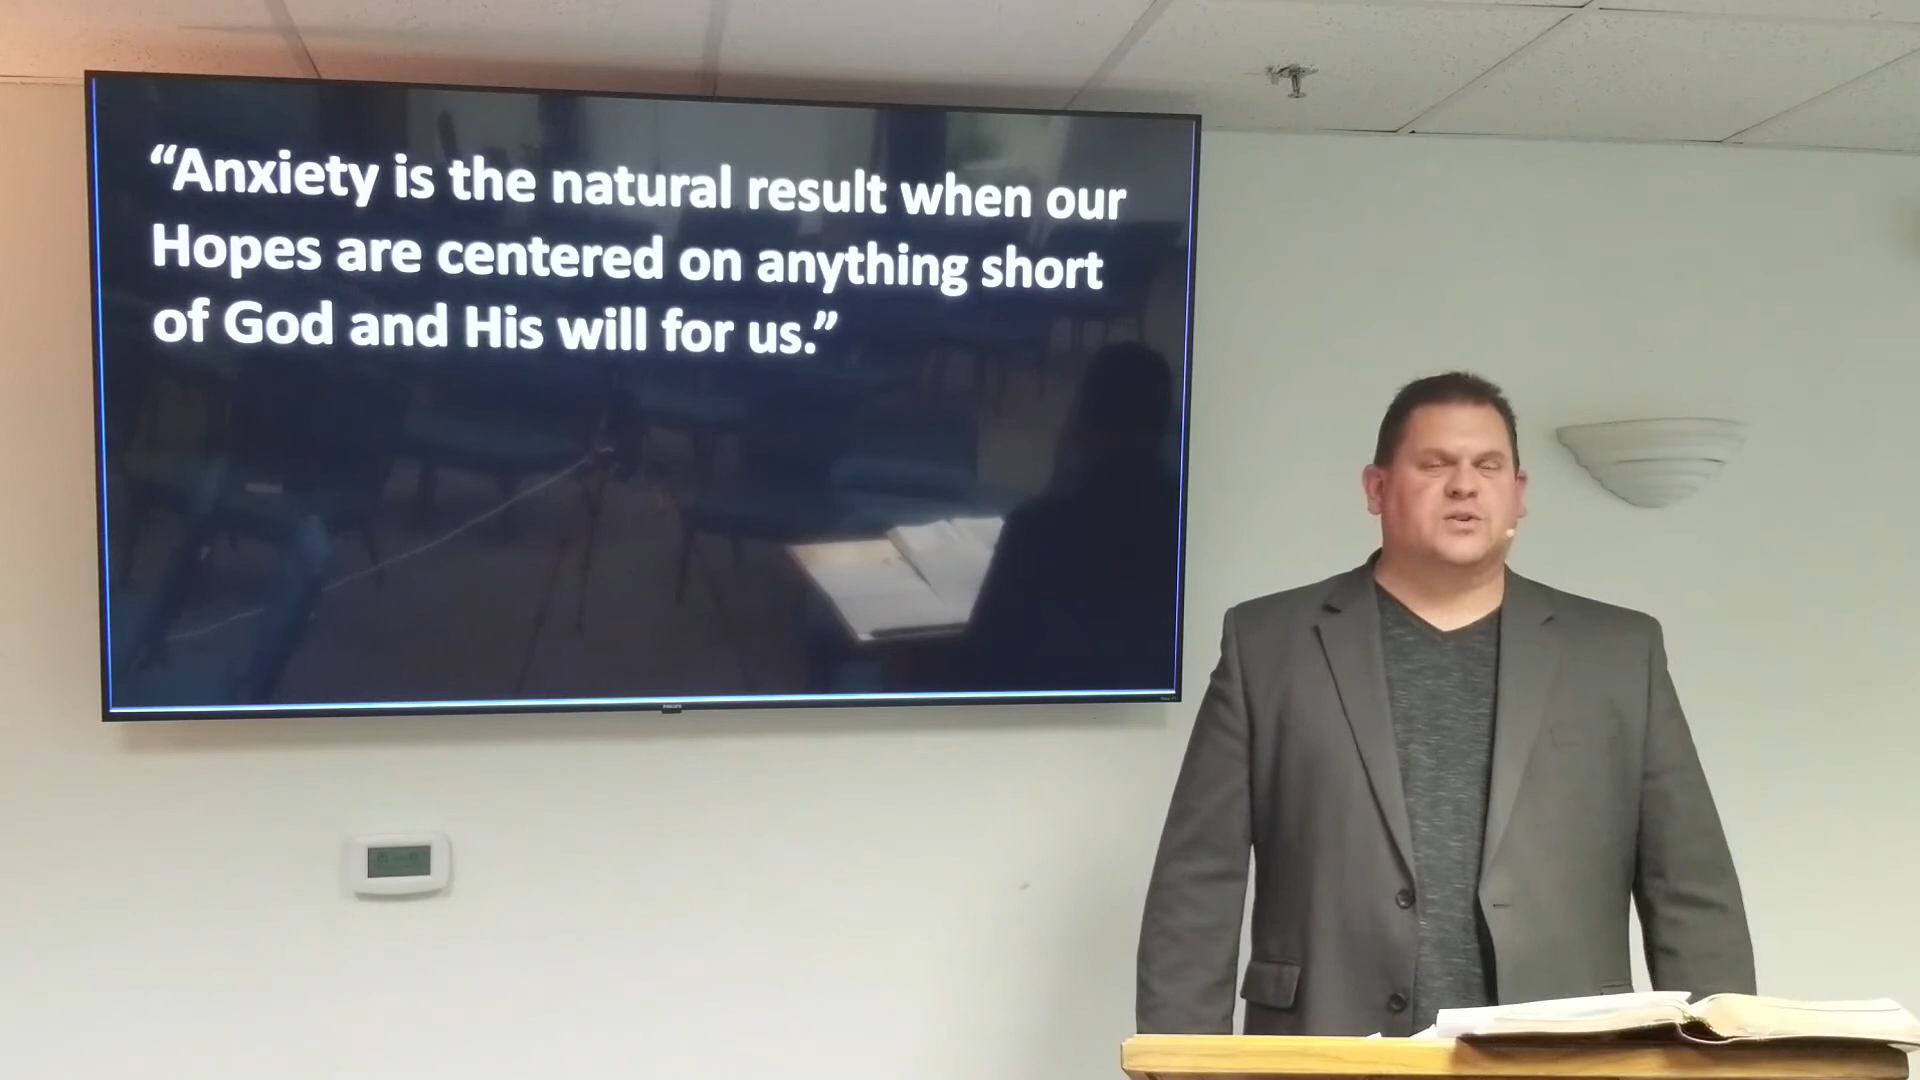 “Anxiety is the natural result when our
Hopes are centered on anything short
of God and His will for us.”
PHILIPS